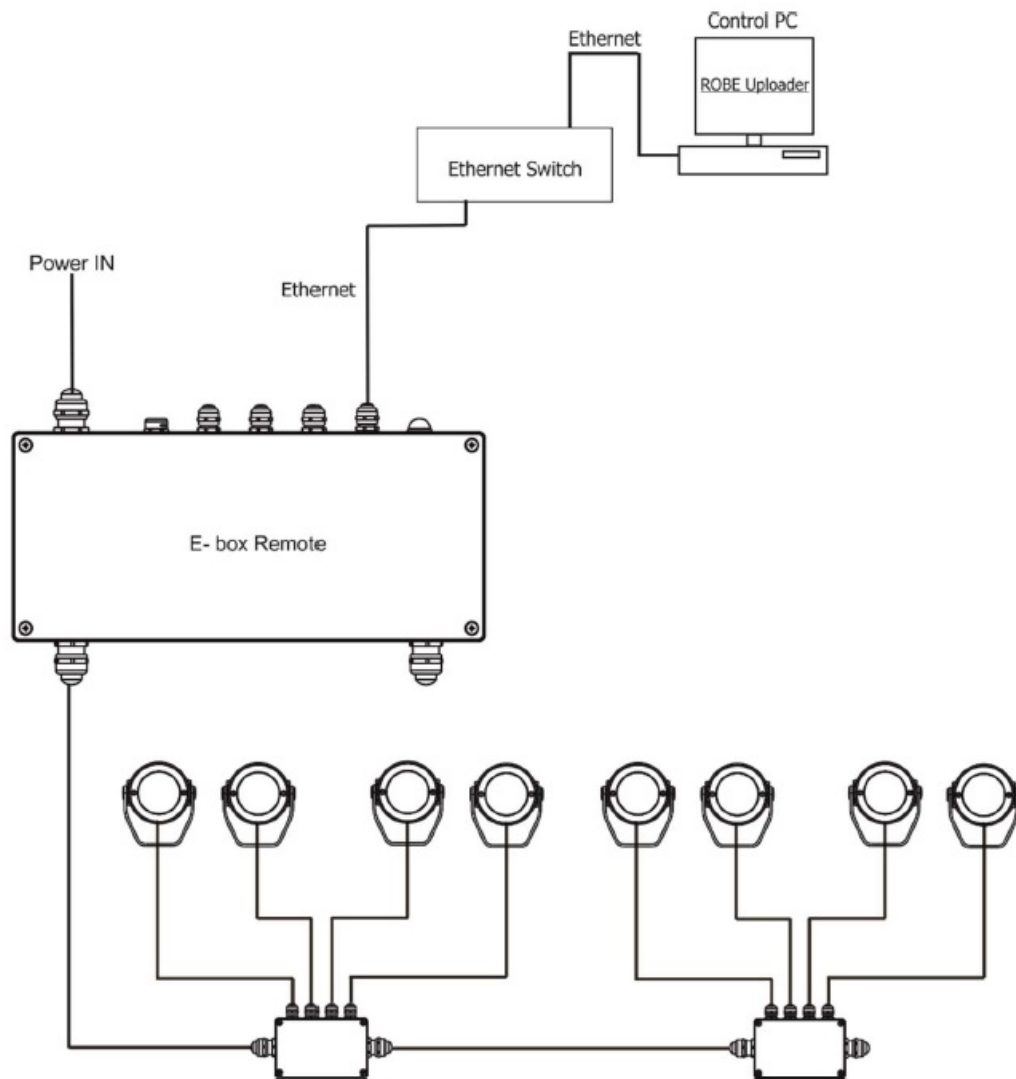 Control PC
Ethernet
ROBE Uploader
Ethernet Switch
Power IN
Ethernet
E- box Remote